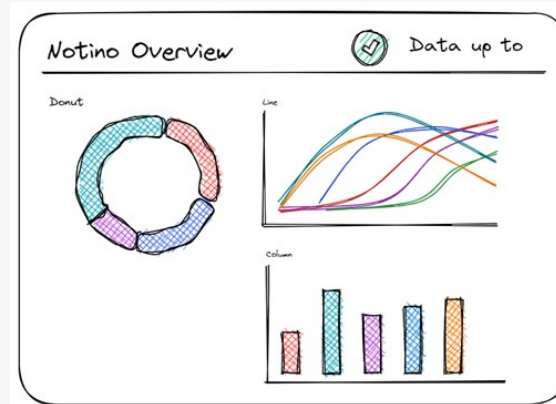 Notino Overview
Data up to
Donut
Line
Column